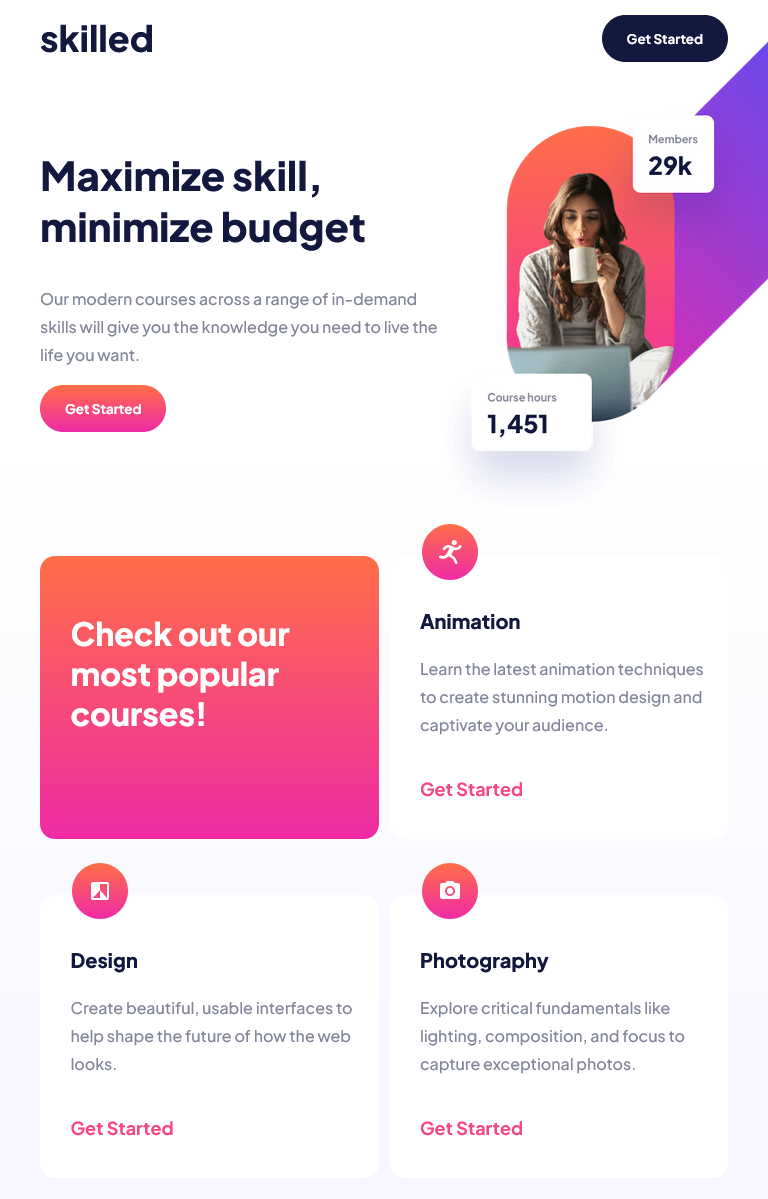 skilled
Get Started
Maximize skill,
minimize budget
Our modern courses across a range of in-demand
skills will give you the knowledge you need to live the
life you want.
Get Started
Members
29k
Course hours
1,451
Check out our
most popular
courses!
Animation
Learn the latest animation techniques
to create stunning motion design and
captivate your audience.
Get Started
Design
Create beautiful, usable interfaces to
help shape the future of how the web
looks.
Get Started
Photography
Explore critical fundamentals like
lighting, composition, and focus to
capture exceptional photos.
Get Started